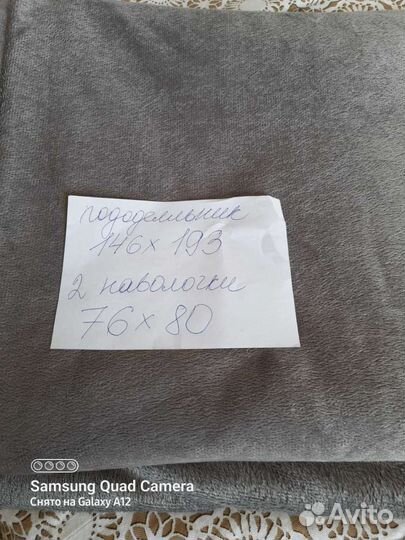 пододеяльник
146 x 193
2 наволочки
76 x 80
Samsung Quad Camera
Снято на Galaxy A12
Avito